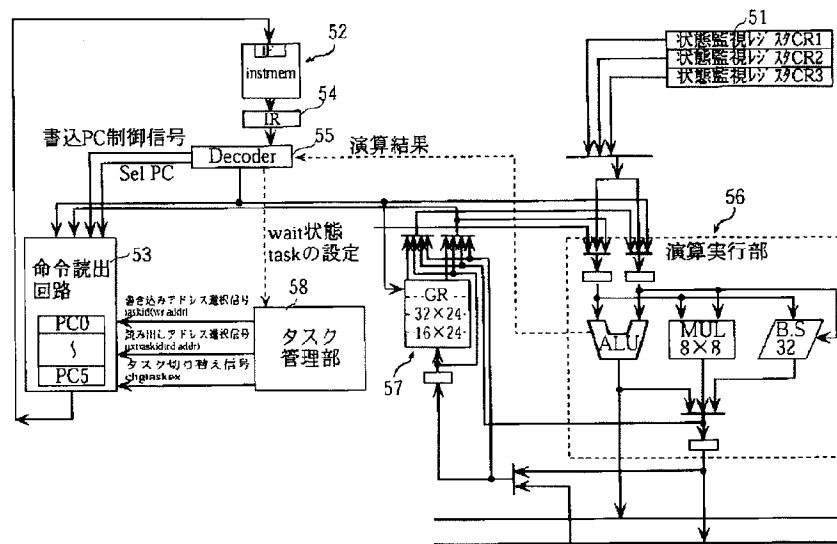 51
状態監視レジスタCR1
状態監視レジスタCR2
状態監視レジスタCR3
52
IF
instmem
54
IR
55
書込PC制御信号
Decoder
演算結果
Sel PC
56
wait状態
taskの設定
演算実行部
53
命令読出
回路
58
書き込みアドレス選択信号
taskid(wr addr)
読み出しアドレス選択信号
nxtaskid(rd addr)
タスク切り替え信号
chgtaskex
PC0
~
PC5
タスク
管理部
GR
32×24
16×24
57
ALU
MUL
8×8
B.S
32